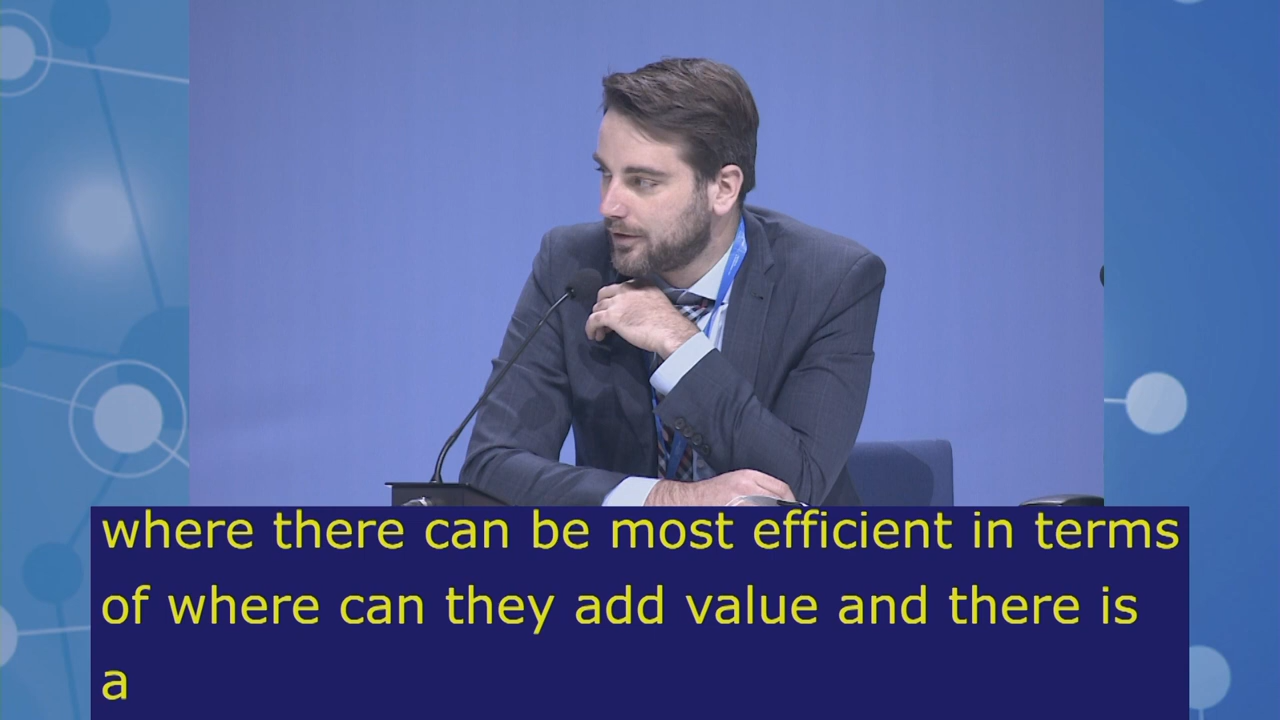 where there can be most efficient in terms
of where can they add value and there is
a